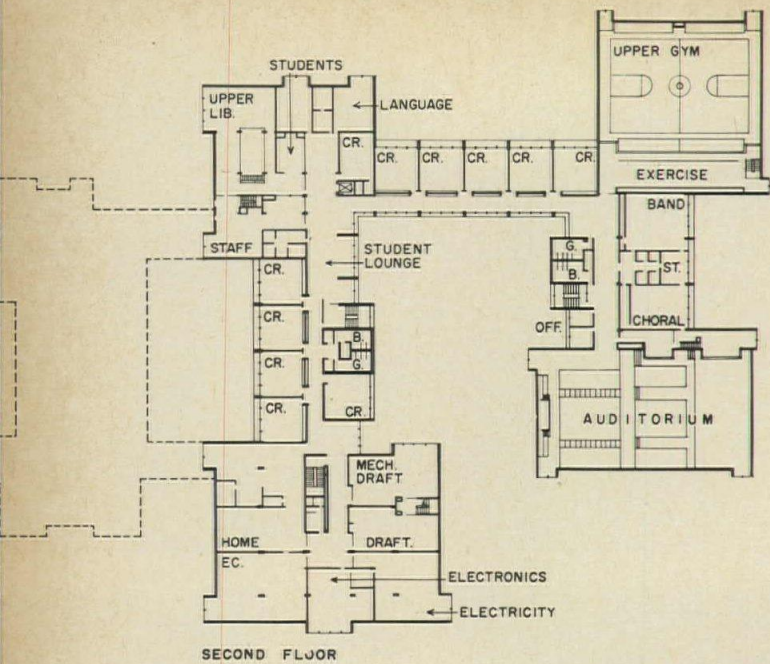 STUDENTS
UPPER GYM
UPPER
LIB.
LANGUAGE
CR.
CR.
CR.
CR.
CR.
CR.
EXERCISE
BAND
STAFF
STUDENT
LOUNGE
G.
B.
ST.
CR.
CR.
OFF.
CHORAL
B.
G.
CR.
CR.
CR.
AUDITORIUM
MECH.
DRAFT
HOME
EC.
DRAFT.
ELECTRONICS
ELECTRICITY
SECOND FLOOR